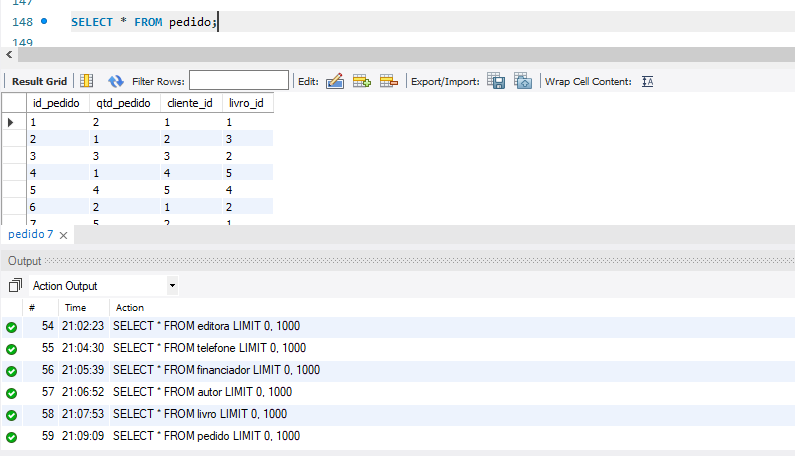 147
148 SELECT * FROM pedido;
149
Result Grid Filter Rows: Edit: Export/Import: Wrap Cell Content: IA
id_pedido qtd_pedido cliente_id livro_id
1 2 1 1
2 1 2 3
3 3 3 2
4 1 4 5
5 4 5 4
6 2 1 2
7 5 2 1
pedido 7
Output
Action Output
# Time Action
54 21:02:23 SELECT * FROM editora LIMIT 0, 1000
55 21:04:30 SELECT * FROM telefone LIMIT 0, 1000
56 21:05:39 SELECT * FROM financiador LIMIT 0, 1000
57 21:06:52 SELECT * FROM autor LIMIT 0, 1000
58 21:07:53 SELECT * FROM livro LIMIT 0, 1000
59 21:09:09 SELECT * FROM pedido LIMIT 0, 1000